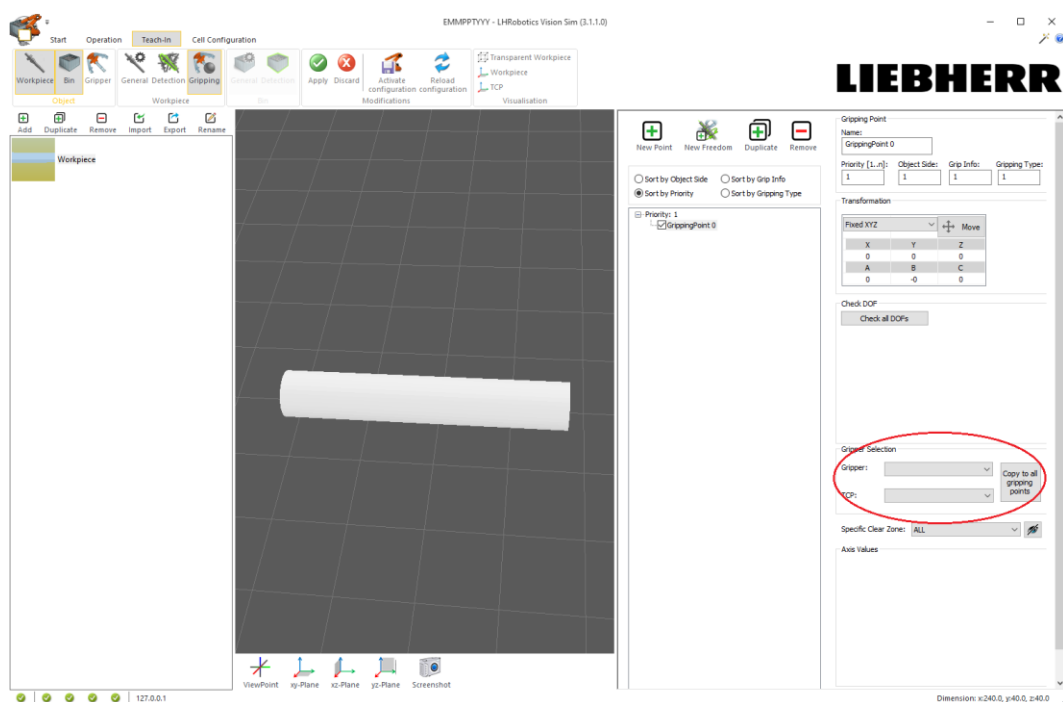 EMMPPTYYY - LHRobotics Vision Sim (3.1.1.0)
Start Operation Teach-In Cell Configuration
Workpiece Bin Gripper General Detection Gripping General Detection Apply Discard Activate configuration Reload configuration
Transparent Workpiece
Workpiece
TCP
Object Workpiece Bin Modifications Visualisation
LIEBHERR
Add Duplicate Remove Import Export Rename
Workpiece
New Point New Freedom Duplicate Remove
Sort by Object Side Sort by Grip Info
Sort by Priority Sort by Gripping Type
Priority: 1
GrippingPoint 0
Gripping Point
Name:
GrippingPoint 0
Priority [1..n]: Object Side: Grip Info: Gripping Type:
1 1 1 1
Transformation
Fixed XYZ Move
X Y Z
0 0 0
A B C
0 -0 0
Check DOF
Check all DOFs
Gripper Selection
Gripper:
TCP:
Copy to all
gripping
points
Specific Clear Zone: ALL
Axis Values
ViewPoint xy-Plane xz-Plane yz-Plane Screenshot
127.0.0.1
Dimension: x:240.0, y:40.0, z:40.0